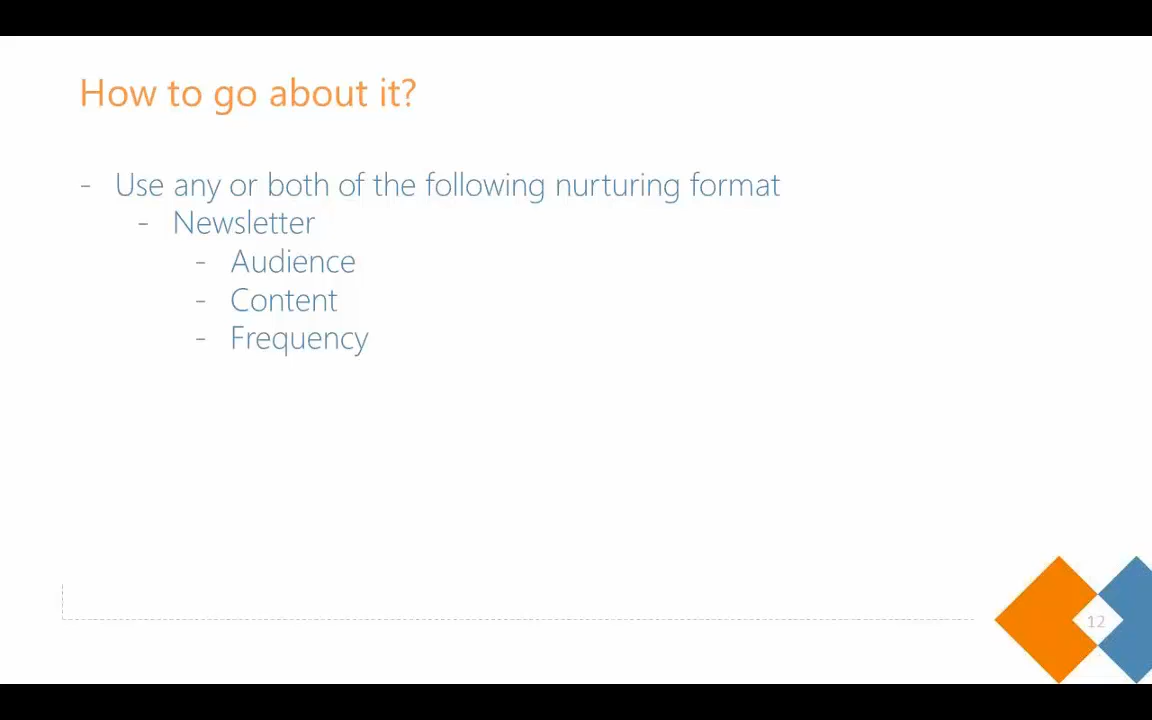 How to go about it?
- Use any or both of the following nurturing format
- Newsletter
- Audience
- Content
- Frequency
12